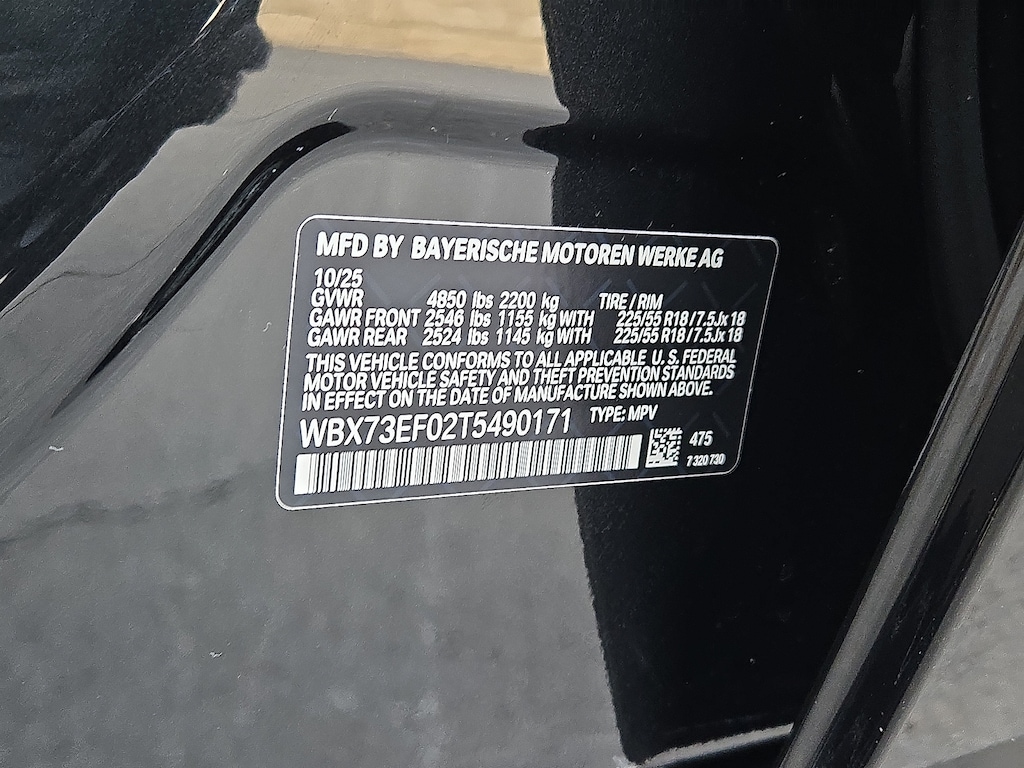 MFD BY BAYERISCHE MOTOREN WERKE AG
10/25
GVWR 4850 lbs 2200 kg TIRE / RIM
GAWR FRONT 2546 lbs 1155 kg WITH 225/55 R18 / 7.5Jx 18
GAWR REAR 2524 lbs 1145 kg WITH 225/55 R18 / 7.5Jx 18
THIS VEHICLE CONFORMS TO ALL APPLICABLE U.S. FEDERAL
MOTOR VEHICLE SAFETY AND THEFT PREVENTION STANDARDS
IN EFFECT ON THE DATE OF MANUFACTURE SHOWN ABOVE.
WBX73EF02T5490171 TYPE: MPV
475
7 320 730